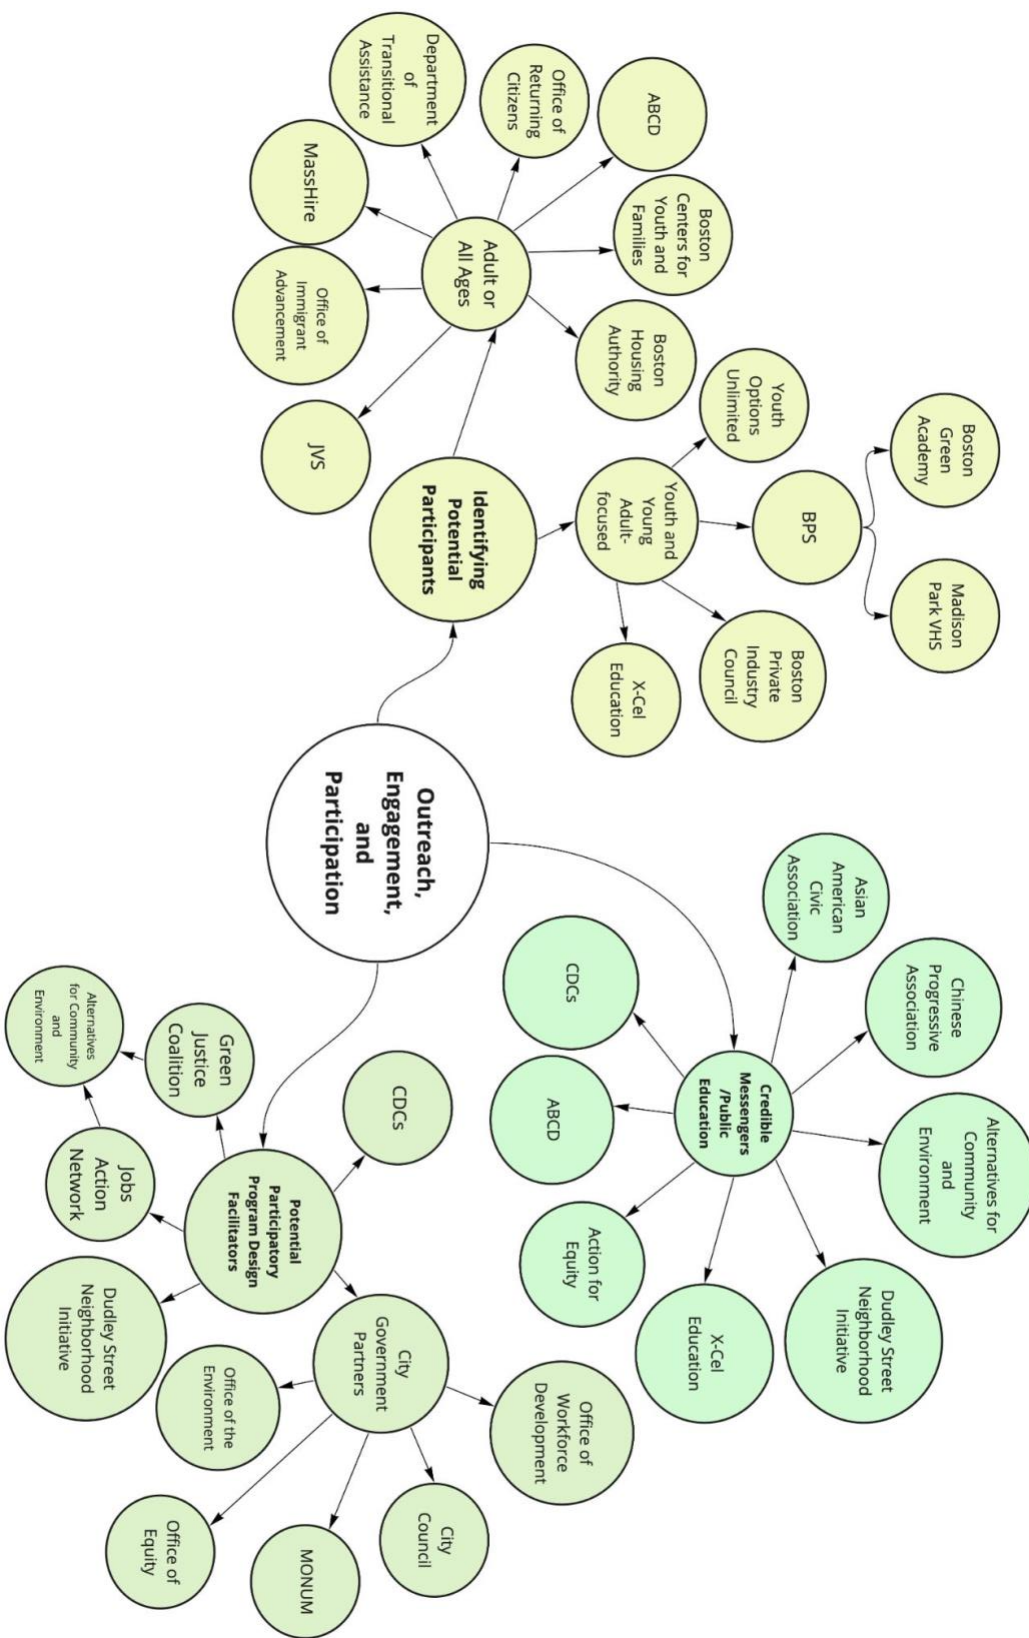 Outreach,
Engagement,
and
Participation
Identifying
Potential
Participants
Adult or
All Ages
Department
of
Transitional
Assistance
Office of
Returning
Citizens
ABCD
Boston
Centers for
Youth and
Families
Boston
Housing
Authority
MassHire
Office of
Immigrant
Advancement
JVS
Youth and
Young
Adult-
focused
Youth
Options
Unlimited
BPS
Boston
Green
Academy
Madison
Park VHS
Boston
Private
Industry
Council
X-Cel
Education
Credible
Messengers
/Public
Education
Asian
American
Civic
Association
Chinese
Progressive
Association
Alternatives for
Community
and
Environment
Dudley Street
Neighborhood
Initiative
X-Cel
Education
Action for
Equity
ABCD
CDCs
Potential
Participatory
Program Design
Facilitators
CDCs
Green
Justice
Coalition
Alternatives
for Community
and
Environment
Jobs
Action
Network
Dudley Street
Neighborhood
Initiative
City
Government
Partners
Office of
Workforce
Development
City
Council
MONUM
Office of
Equity
Office of the
Environment